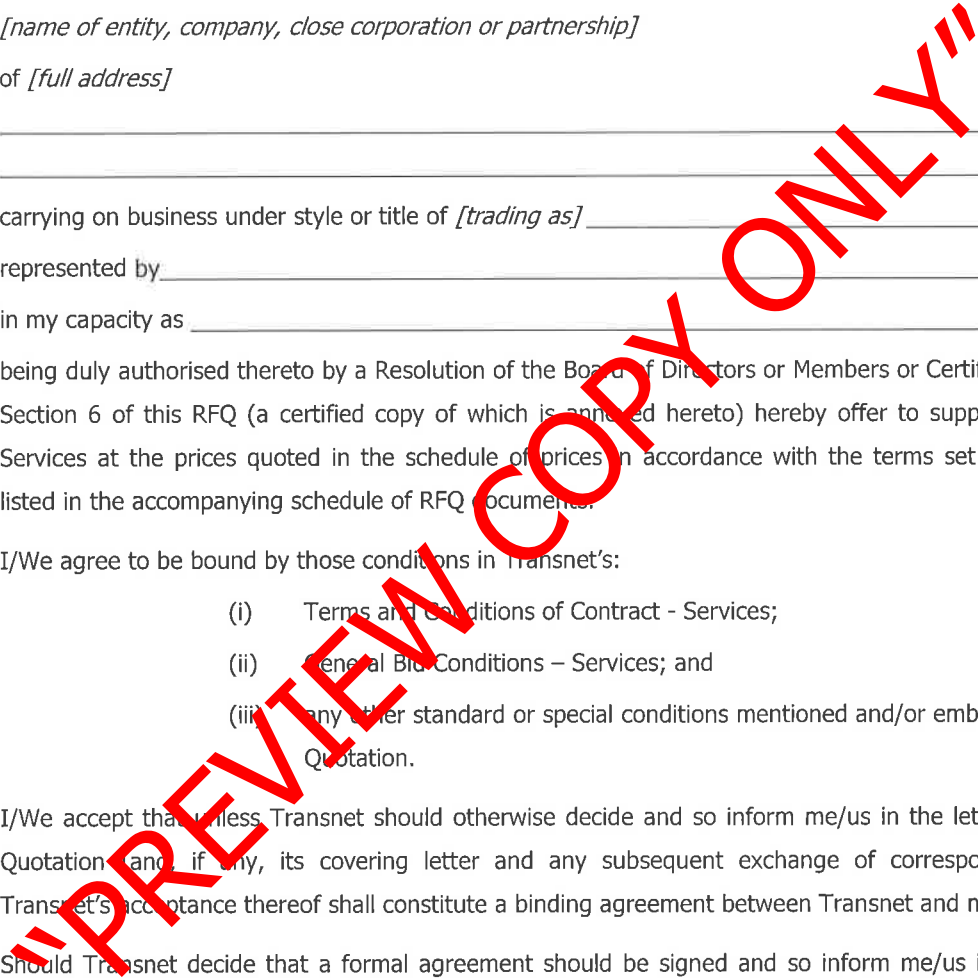 [name of entity, company, close corporation or partnership]
of [full address]
carrying on business under style or title of [trading as]
represented by
in my capacity as
being duly authorised thereto by a Resolution of the Board of Directors or Members or Certif
Section 6 of this RFQ (a certified copy of which is annexed hereto) hereby offer to supp
Services at the prices quoted in the schedule of prices in accordance with the terms set
listed in the accompanying schedule of RFQ documents.
I/We agree to be bound by those conditions in Transnet's:
(i) Terms and Conditions of Contract - Services;
(ii) General Bid Conditions – Services; and
(iii) any other standard or special conditions mentioned and/or emb
Quotation.
I/We accept that unless Transnet should otherwise decide and so inform me/us in the let
Quotation (and, if any, its covering letter and any subsequent exchange of correspo
Transnet's acceptance thereof shall constitute a binding agreement between Transnet and m
Should Transnet decide that a formal agreement should be signed and so inform me/us
"PREVIEW COPY ONLY"